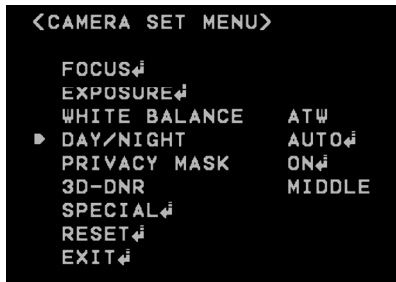 <CAMERA SET MENU>
FOCUS↲
EXPOSURE↲
WHITE BALANCE ATW
DAY/NIGHT AUTO↲
PRIVACY MASK ON↲
3D-DNR MIDDLE
SPECIAL↲
RESET↲
EXIT↲